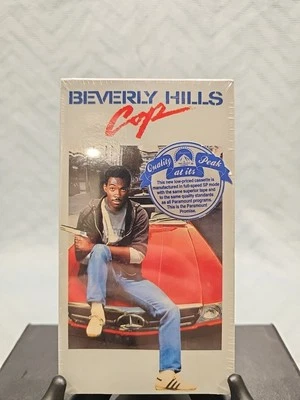 BEVERLY HILLS
Cop
Quality Peak
at its
This new low-priced cassette is
manufactured in full-speed SP mode
with the same superior tape and
to the same quality standards
as all Paramount programs.
This is the Paramount
Promise.